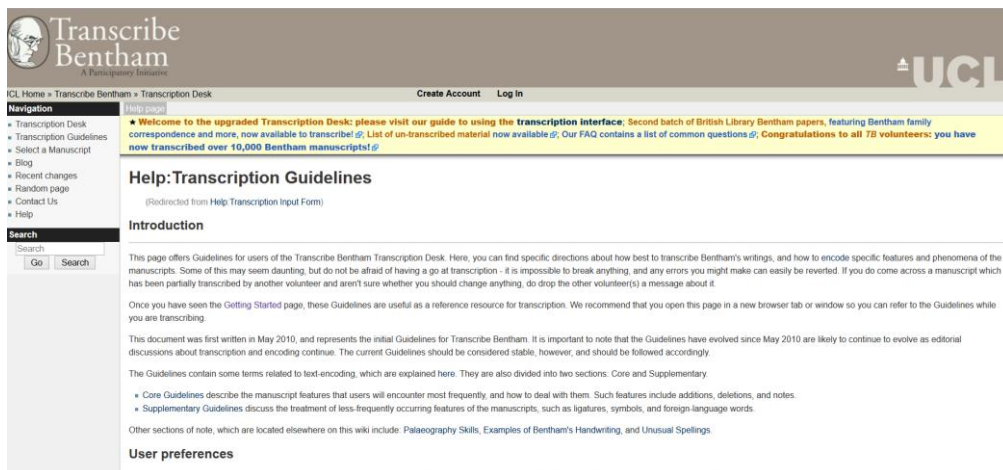 Transcribe
Bentham
A Participatory Initiative
UCL
UCL Home » Transcribe Bentham » Transcription Desk
Create Account Log In
Navigation
Transcription Desk
Transcription Guidelines
Select a Manuscript
Blog
Recent changes
Random page
Contact Us
Help
Search
Search
Go Search
Help page
★ Welcome to the upgraded Transcription Desk: please visit our guide to using the transcription interface; Second batch of British Library Bentham papers, featuring Bentham family
correspondence and more, now available to transcribe!; List of un-transcribed material now available; Our FAQ contains a list of common questions; Congratulations to all TB volunteers: you have
now transcribed over 10,000 Bentham manuscripts!
Help:Transcription Guidelines
(Redirected from Help:Transcription Input Form)
Introduction
This page offers Guidelines for users of the Transcribe Bentham Transcription Desk. Here, you can find specific directions about how best to transcribe Bentham's writings, and how to encode specific features and phenomena of the
manuscripts. Some of this may seem daunting, but do not be afraid of having a go at transcription - it is impossible to break anything, and any errors you might make can easily be reverted. If you do come across a manuscript which
has been partially transcribed by another volunteer and aren't sure whether you should change anything, do drop the other volunteer(s) a message about it.
Once you have seen the Getting Started page, these Guidelines are useful as a reference resource for transcription. We recommend that you open this page in a new browser tab or window so you can refer to the Guidelines while
you are transcribing.
This document was first written in May 2010, and represents the initial Guidelines for Transcribe Bentham. It is important to note that the Guidelines have evolved since May 2010 are likely to continue to evolve as editorial
discussions about transcription and encoding continue. The current Guidelines should be considered stable, however, and should be followed accordingly.
The Guidelines contain some terms related to text-encoding, which are explained here. They are also divided into two sections: Core and Supplementary.
Core Guidelines describe the manuscript features that users will encounter most frequently, and how to deal with them. Such features include additions, deletions, and notes.
Supplementary Guidelines discuss the treatment of less-frequently occurring features of the manuscripts, such as ligatures, symbols, and foreign-language words.
Other sections of note, which are located elsewhere on this wiki include: Palaeography Skills, Examples of Bentham's Handwriting, and Unusual Spellings.
User preferences